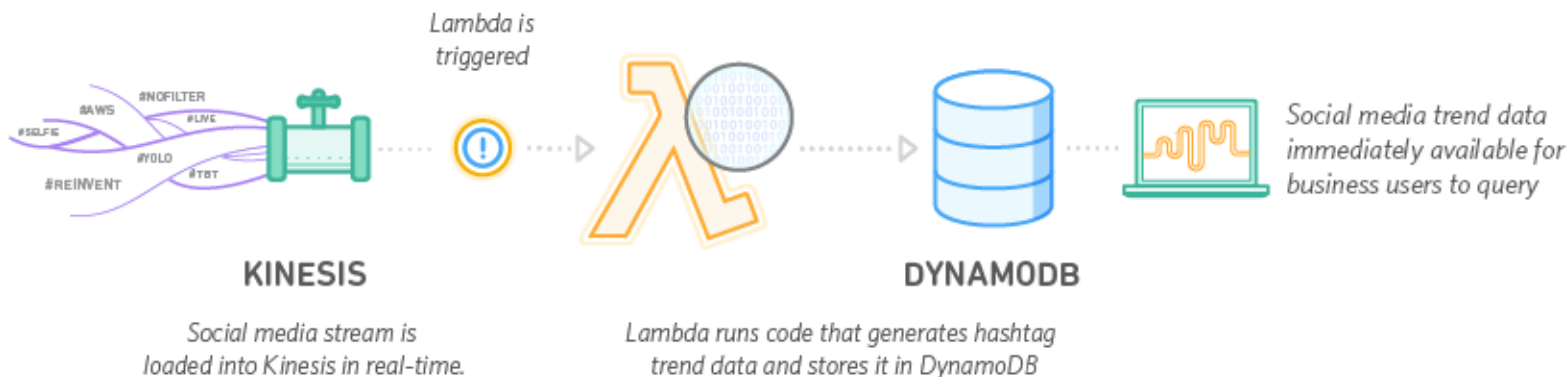 Lambda is
triggered
#NOFILTER
#AWS
#LIVE
#SELFIE
#YOLO
#TBT
#REINVENT
Social media trend data
immediately available for
business users to query
KINESIS
DYNAMODB
Social media stream is
loaded into Kinesis in real-time.
Lambda runs code that generates hashtag
trend data and stores it in DynamoDB